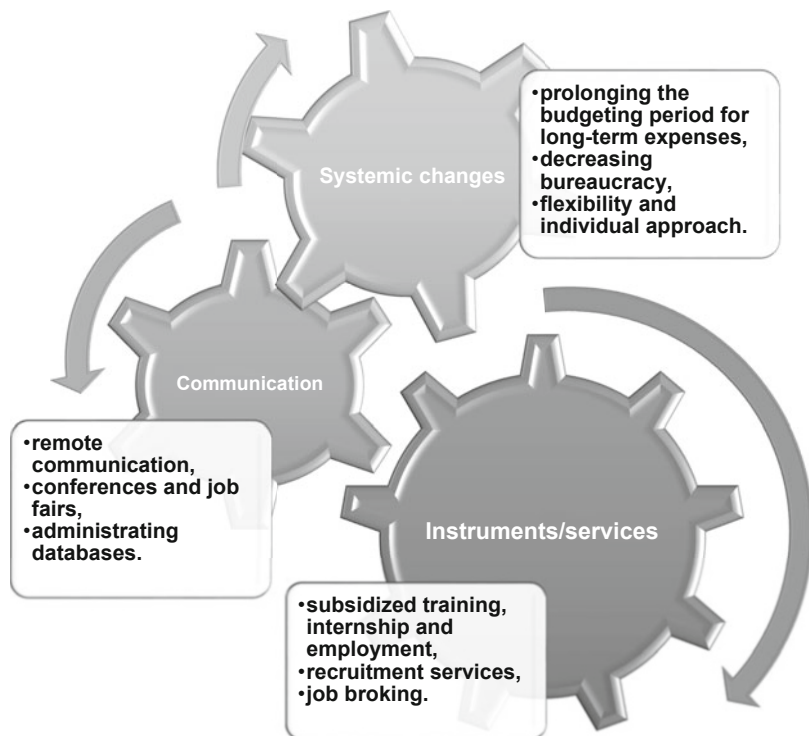 Systemic changes
•prolonging the
budgeting period for
long-term expenses,
•decreasing
bureaucracy,
•flexibility and
individual approach.
Communication
•remote
communication,
•conferences and job
fairs,
•administrating
databases.
Instruments/services
•subsidized training,
internship and
employment,
•recruitment services,
•job broking.